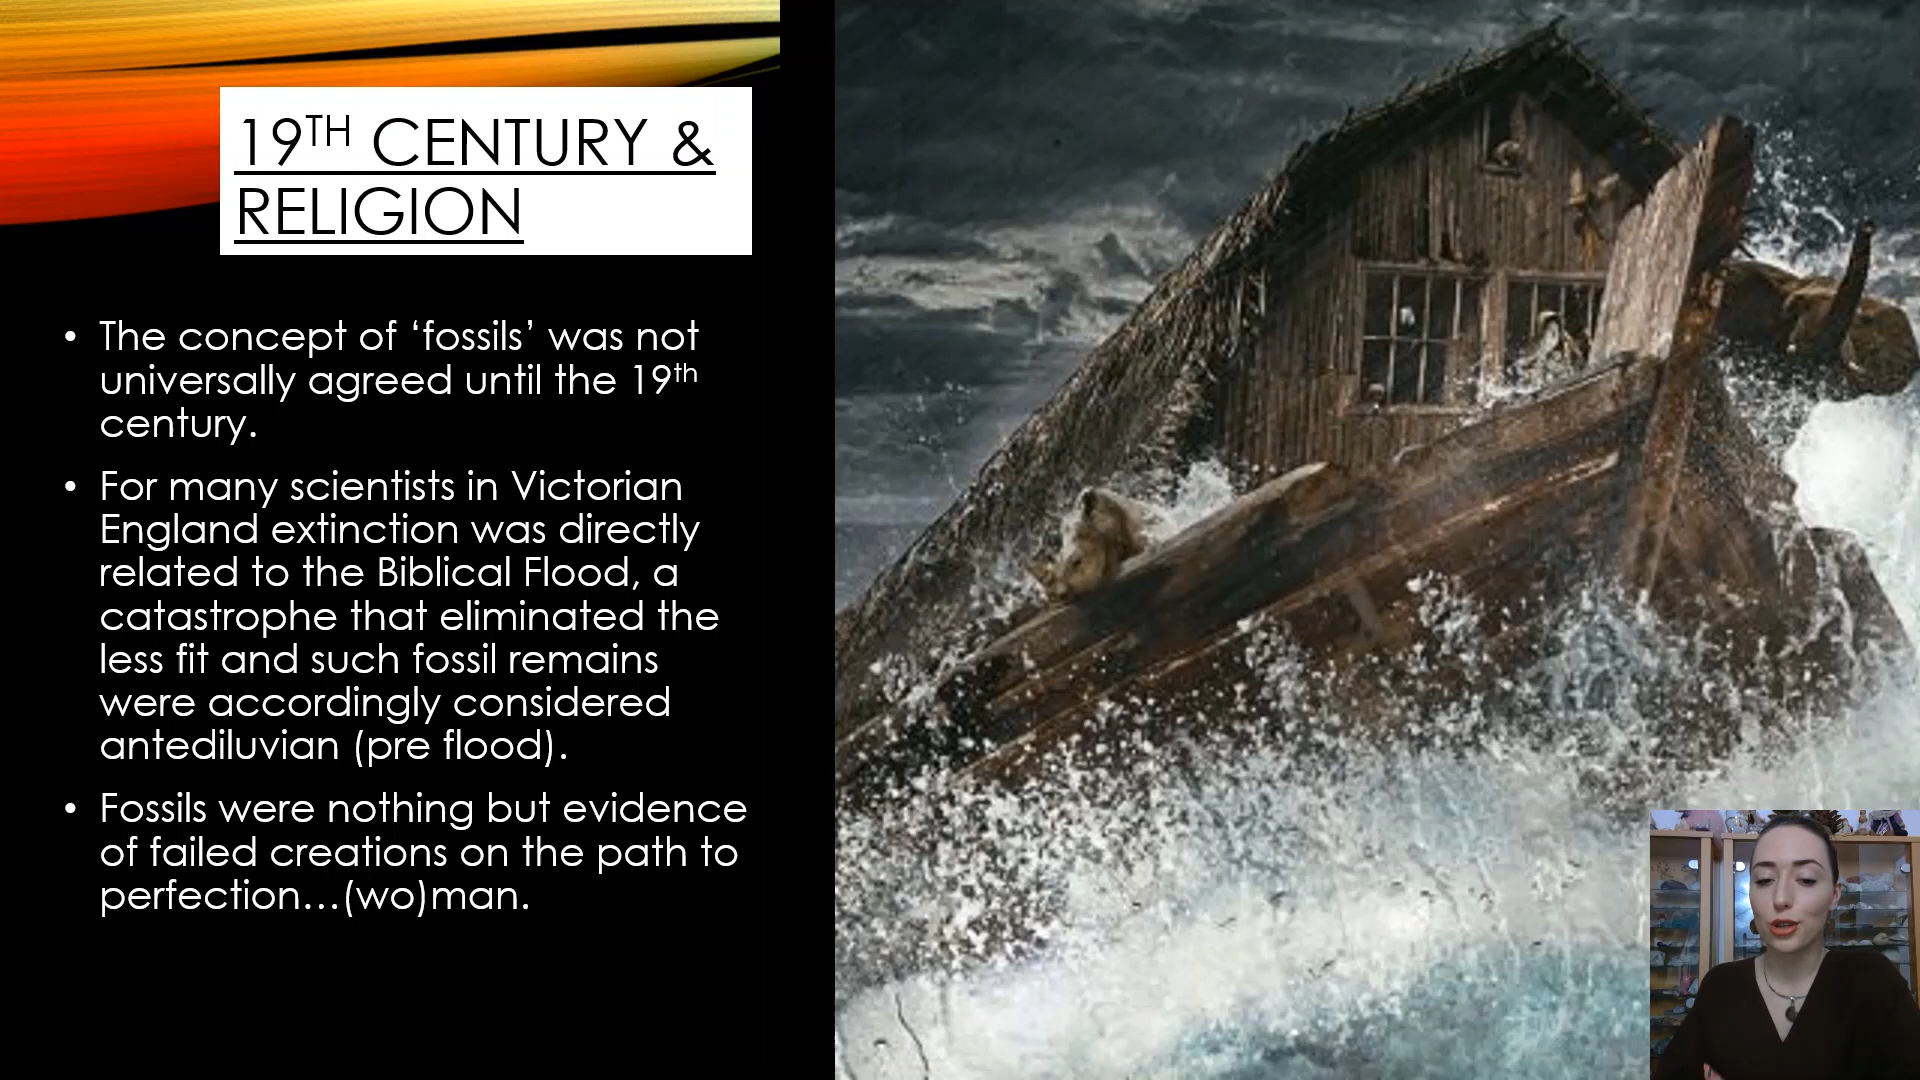 19TH CENTURY &
RELIGION
• The concept of ‘fossils’ was not
universally agreed until the 19th
century.
• For many scientists in Victorian
England extinction was directly
related to the Biblical Flood, a
catastrophe that eliminated the
less fit and such fossil remains
were accordingly considered
antediluvian (pre flood).
• Fossils were nothing but evidence
of failed creations on the path to
perfection…(wo)man.